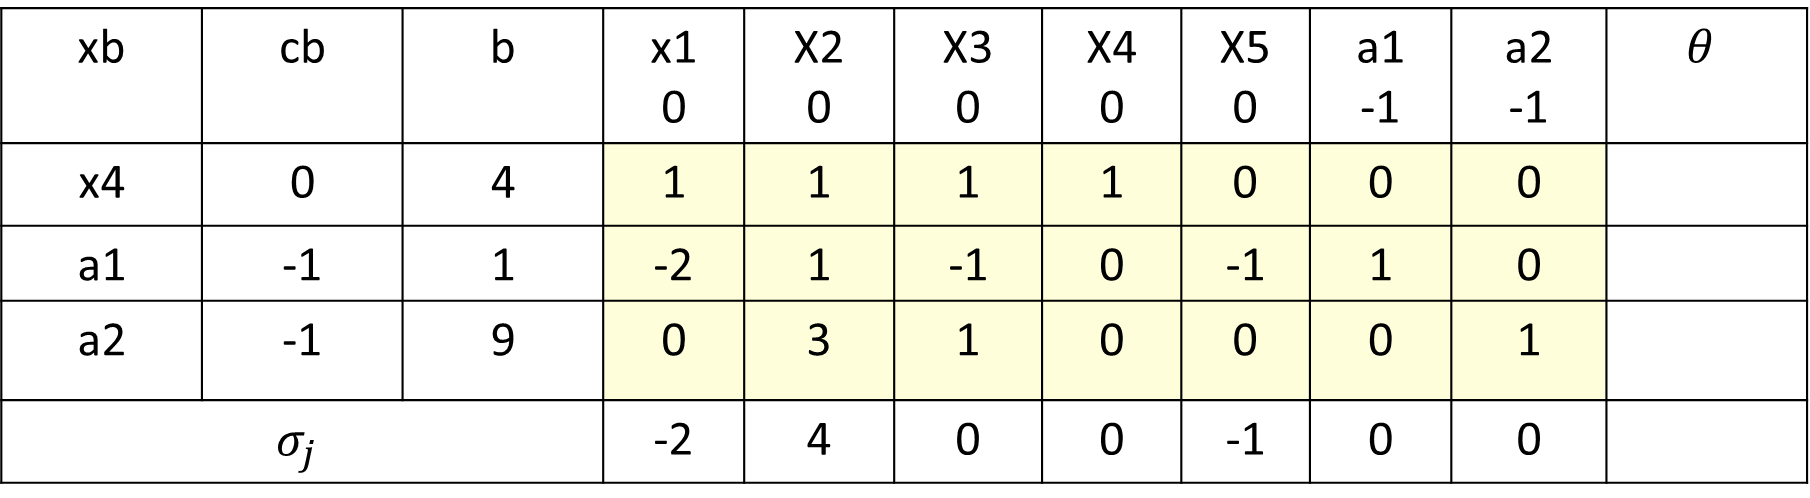 xb cb b x1 X2 X3 X4 X5 a1 a2 θ
0 0 0 0 0 -1 -1
x4 0 4 1 1 1 1 0 0 0
a1 -1 1 -2 1 -1 0 -1 1 0
a2 -1 9 0 3 1 0 0 0 1
σj -2 4 0 0 -1 0 0